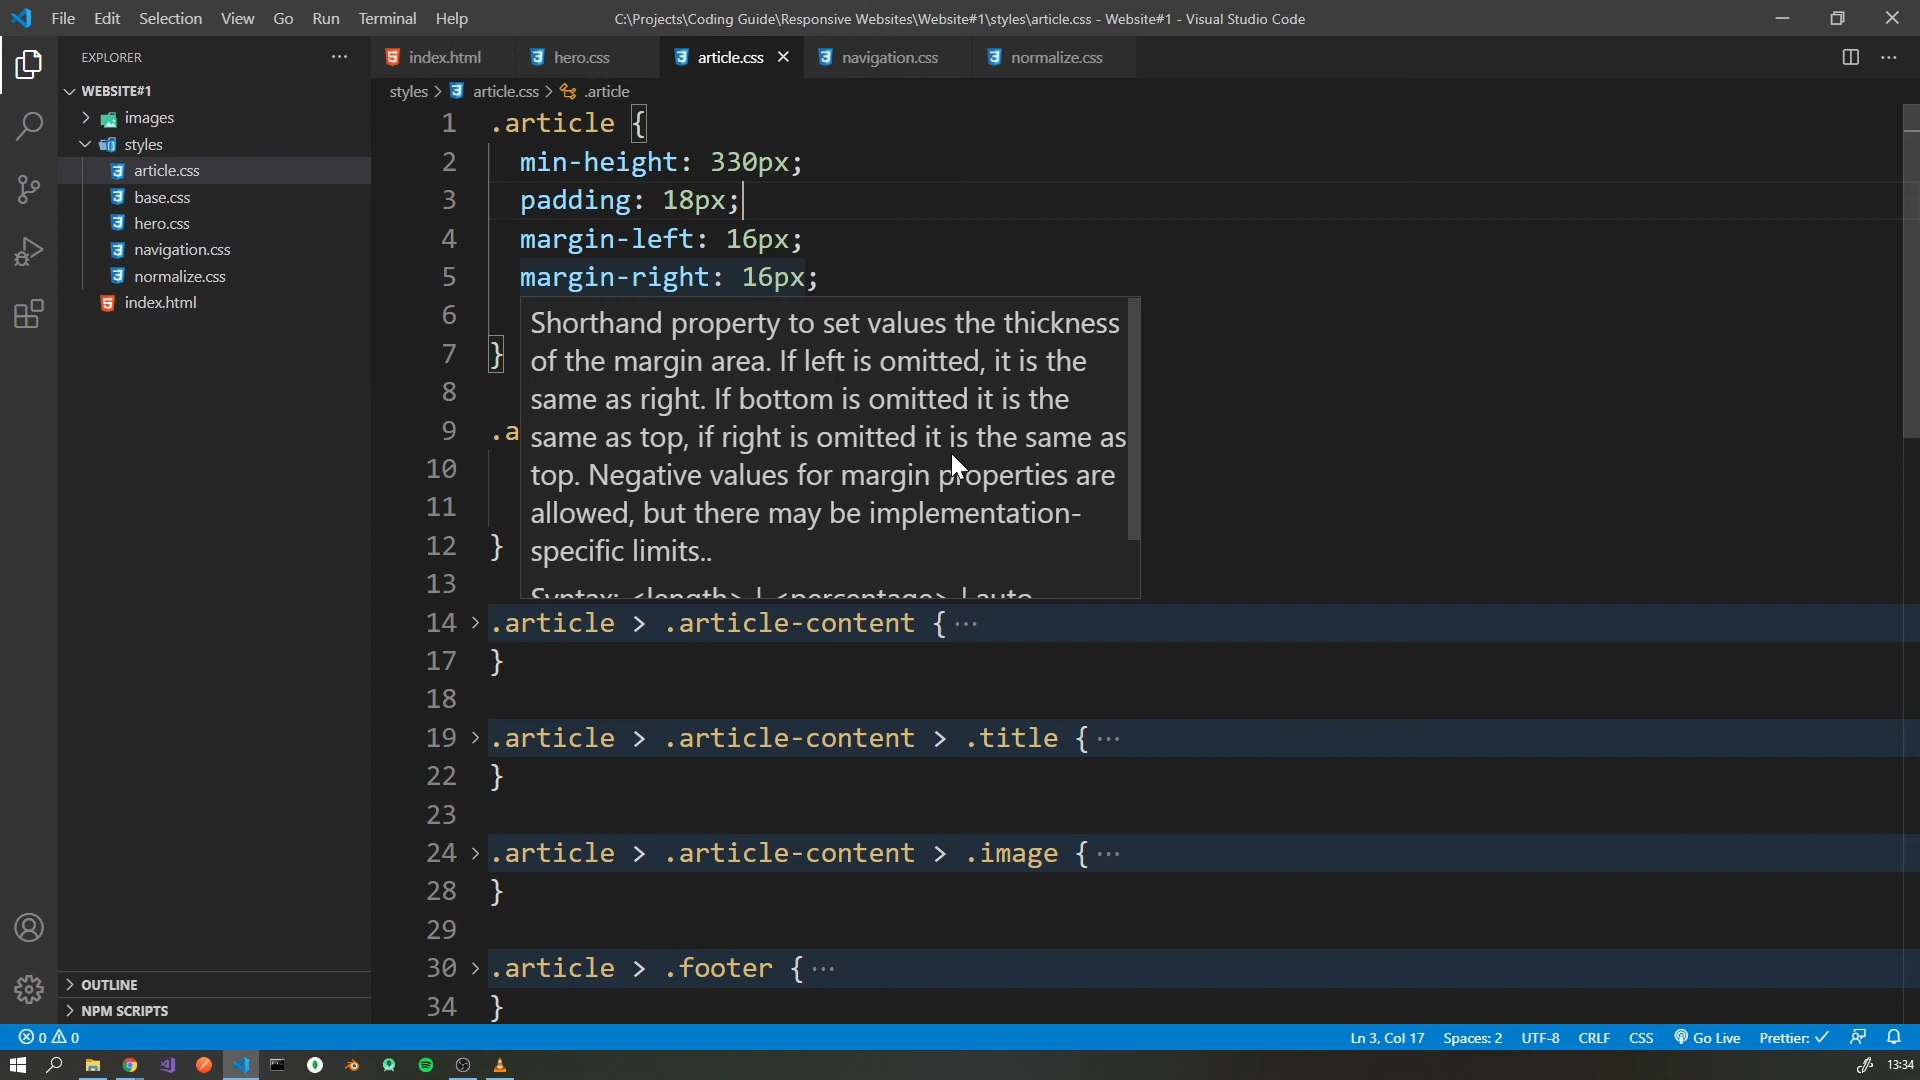 File Edit Selection View Go Run Terminal Help
C:\Projects\Coding Guide\Responsive Websites\Website#1\styles\article.css - Website#1 - Visual Studio Code
EXPLORER
WEBSITE#1
images
styles
article.css
base.css
hero.css
navigation.css
normalize.css
index.html
OUTLINE
NPM SCRIPTS
index.html hero.css article.css navigation.css normalize.css
styles > article.css > .article
1 .article {
2 min-height: 330px;
3 padding: 18px;
4 margin-left: 16px;
5 margin-right: 16px;
6
7 }
8
9 .a
10
11
12 }
13
Shorthand property to set values the thickness
of the margin area. If left is omitted, it is the
same as right. If bottom is omitted it is the
same as top, if right is omitted it is the same as
top. Negative values for margin properties are
allowed, but there may be implementation-
specific limits..
Syntax: <length> | <percentage> | auto
14 > .article > .article-content { ···
17 }
18
19 > .article > .article-content > .title { ···
22 }
23
24 > .article > .article-content > .image { ···
28 }
29
30 > .article > .footer { ···
34 }
0 0
Ln 3, Col 17 Spaces: 2 UTF-8 CRLF CSS Go Live Prettier: ✓
13:34